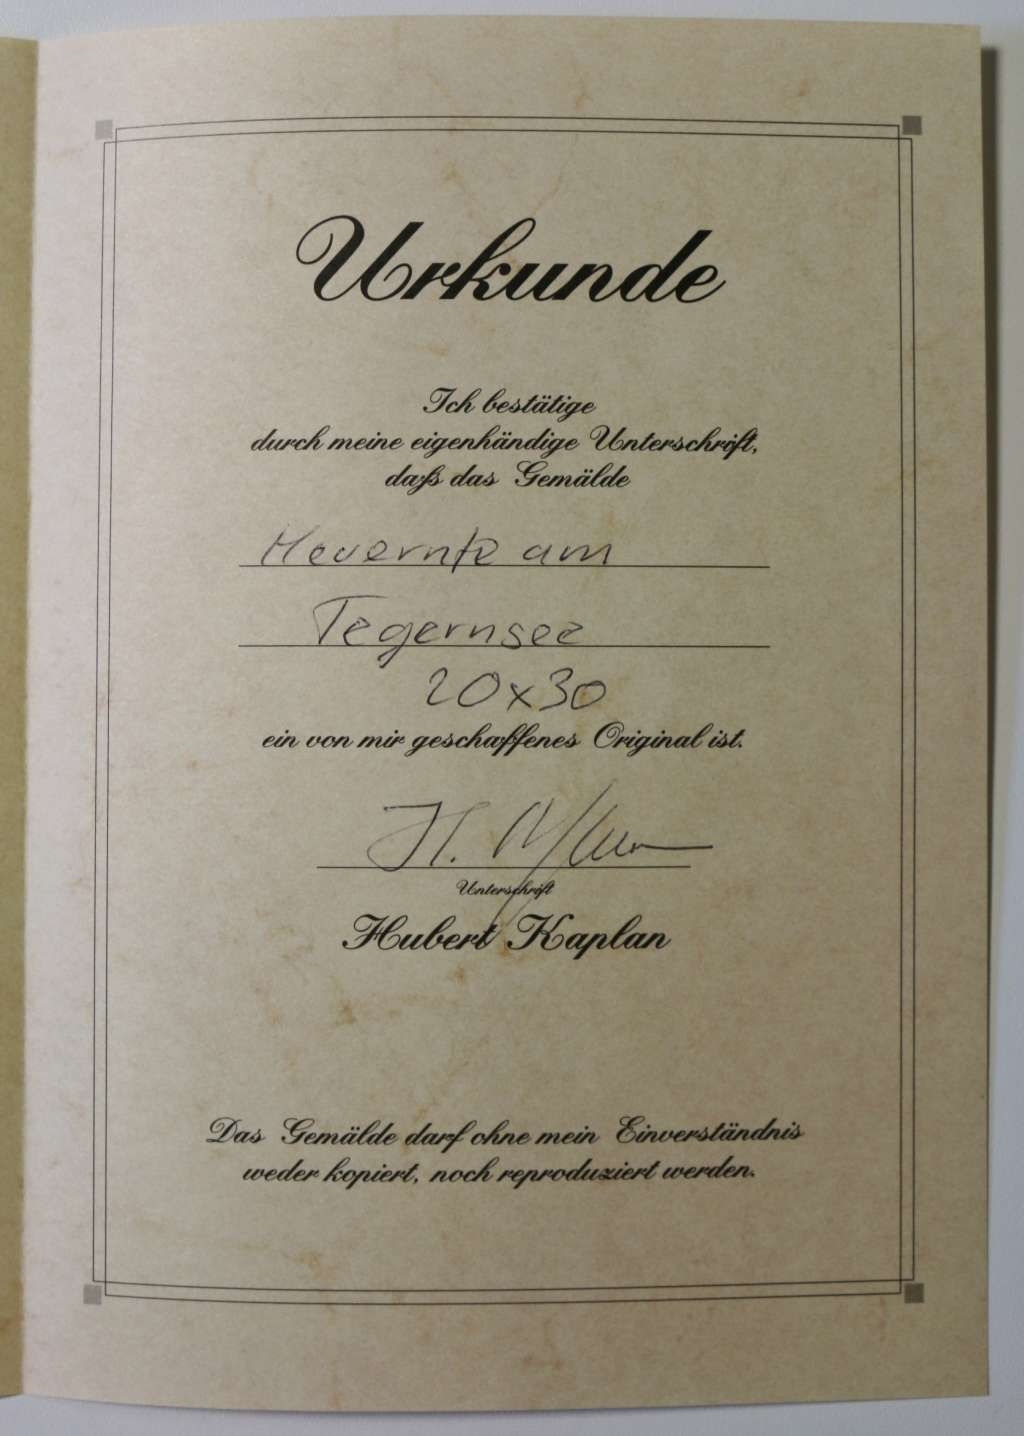 Urkunde
Ich bestätige
durch meine eigenhändige Unterschrift,
daß das Gemälde
Heuernte am
Tegernsee
20x30
ein von mir geschaffenes Original ist.
Unterschrift
Hubert Kaplan
Das Gemälde darf ohne mein Einverständnis
weder kopiert, noch reproduziert werden.